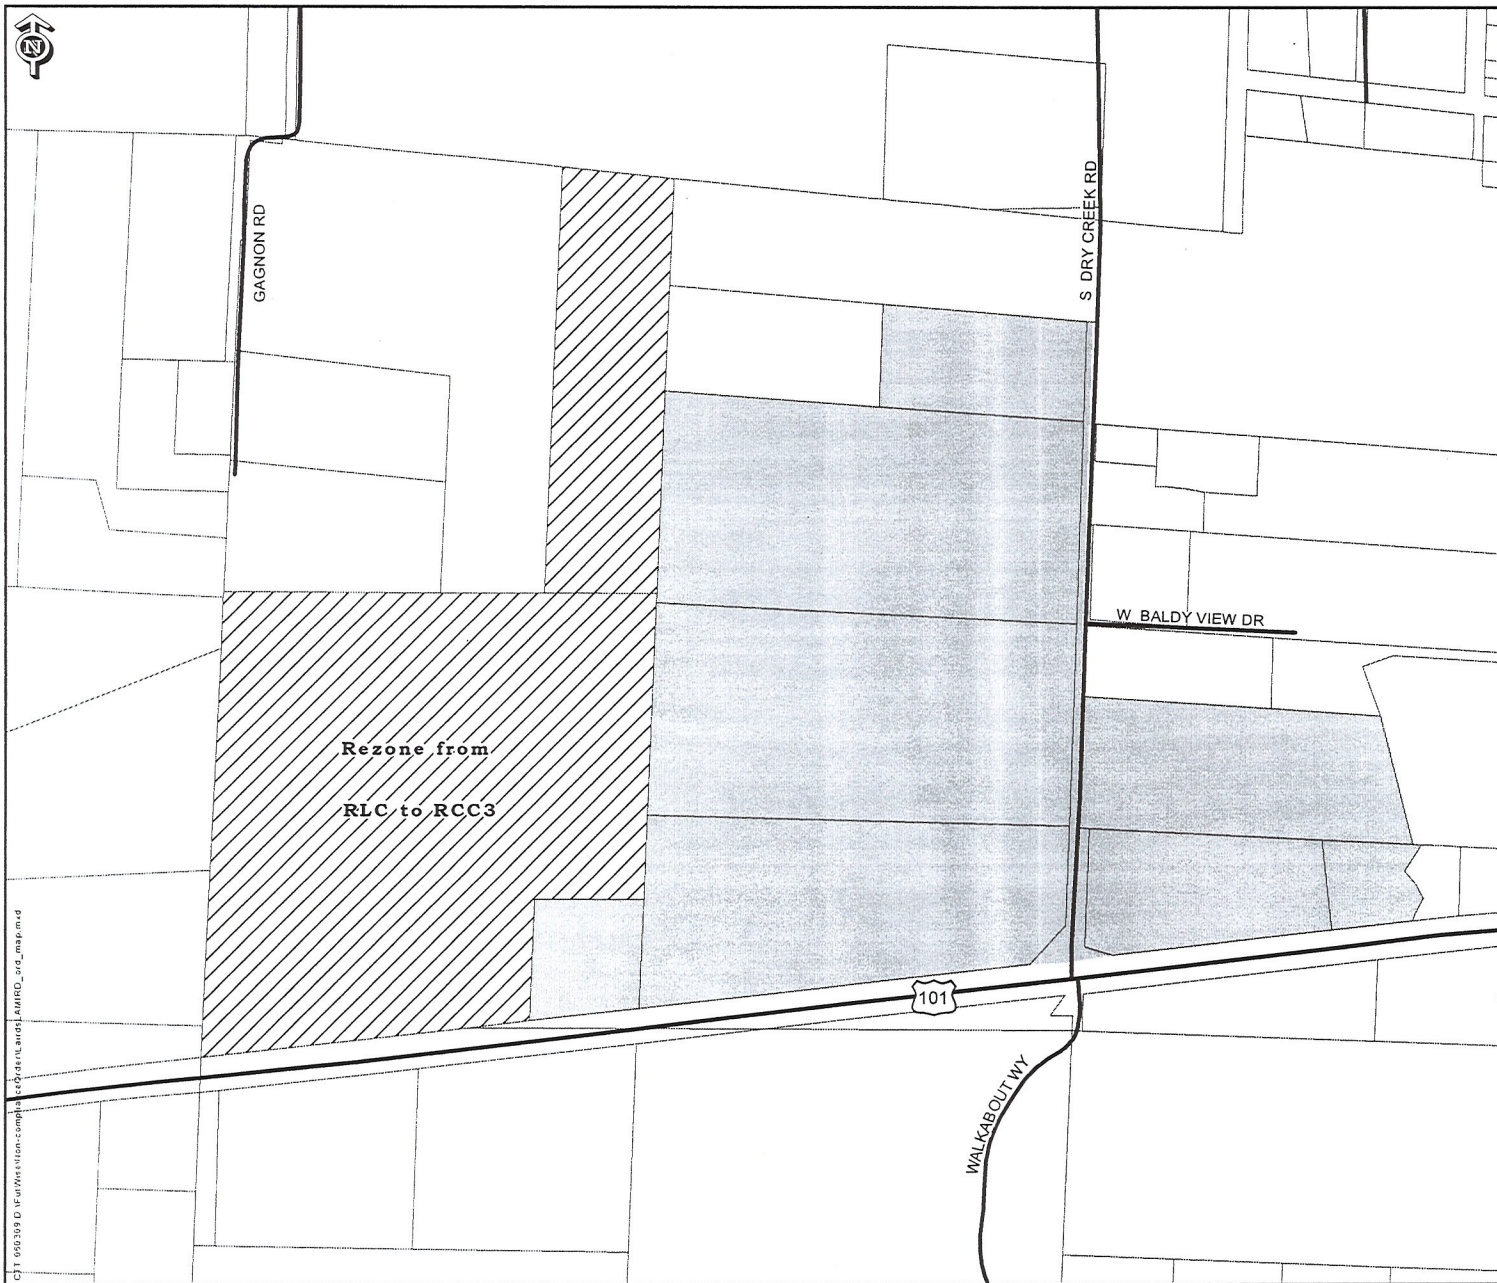 N
GAGNON RD
S DRY CREEK RD
W BALDY VIEW DR
Rezone from
RLC to RCC3
101
WALKABOUT WY